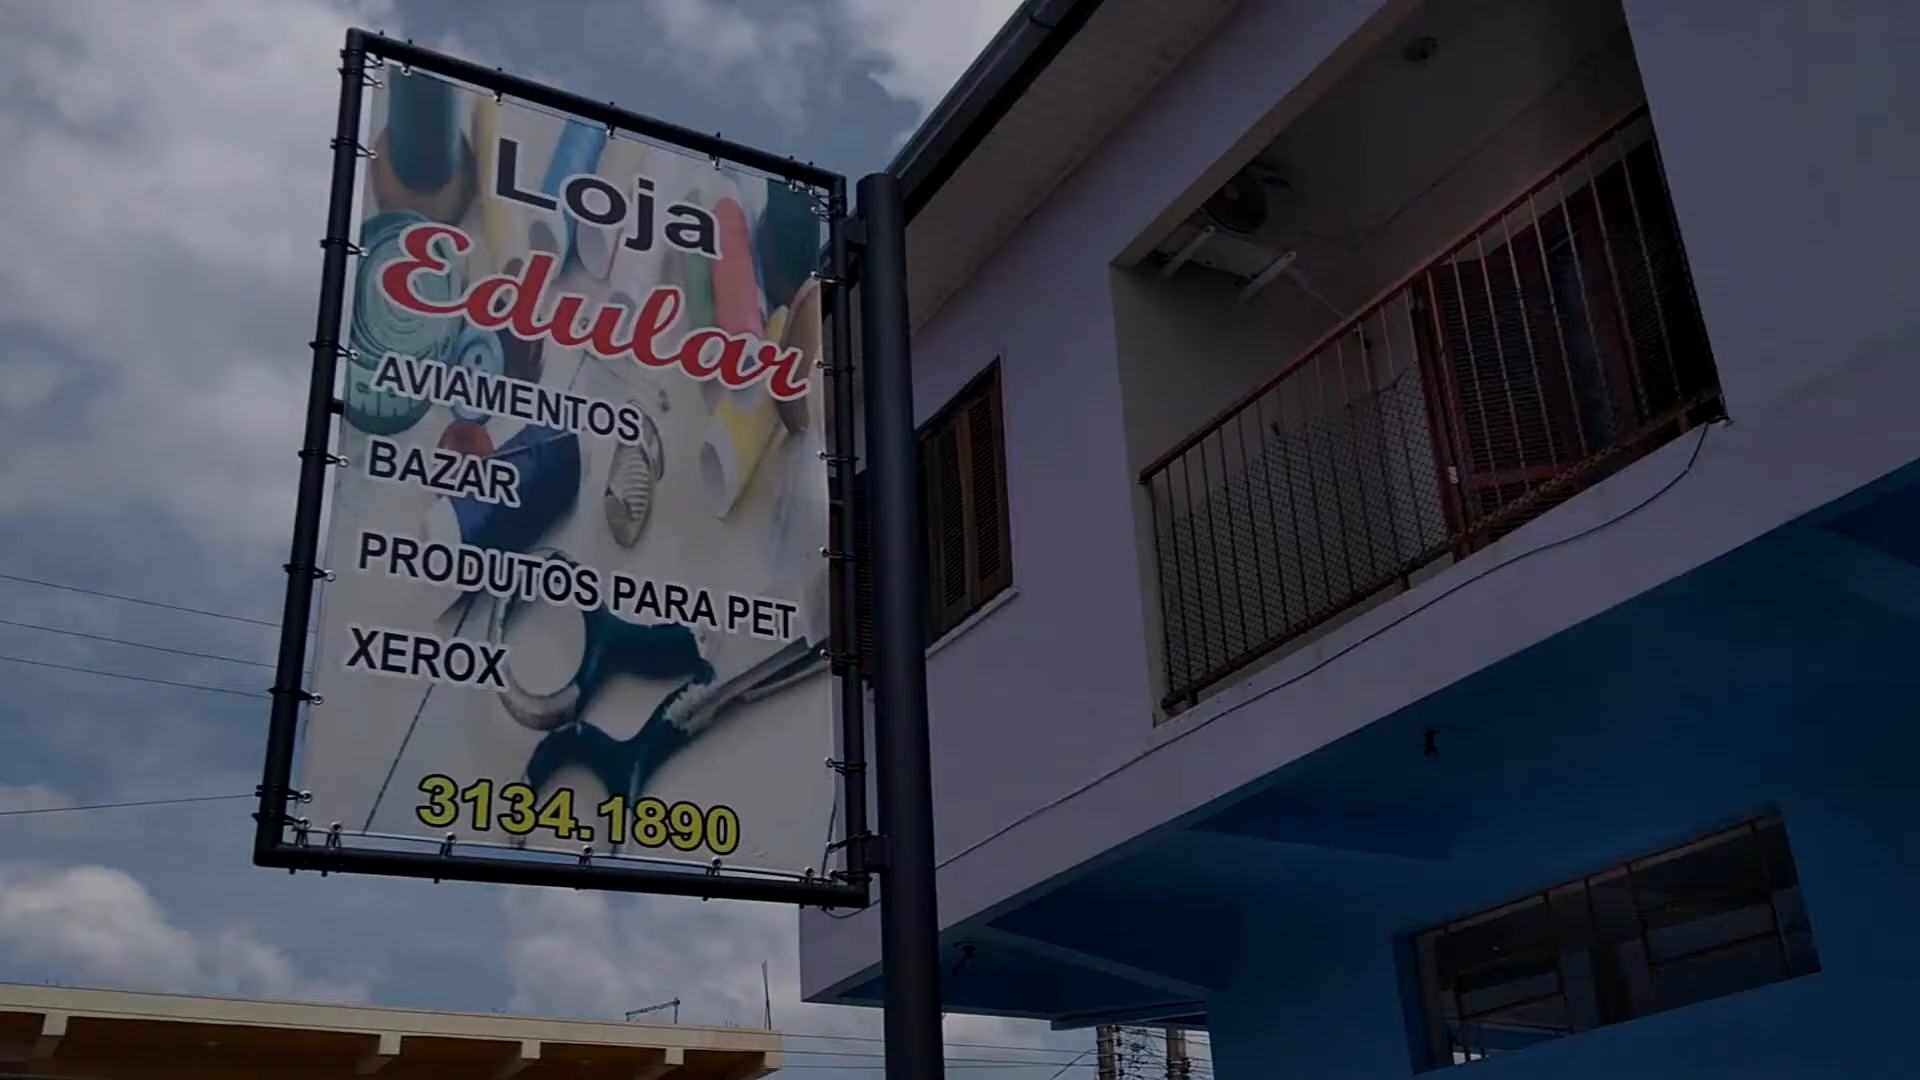 Loja
Edular
AVIAMENTOS
BAZAR
PRODUTOS PARA PET
XEROX
3134.1890